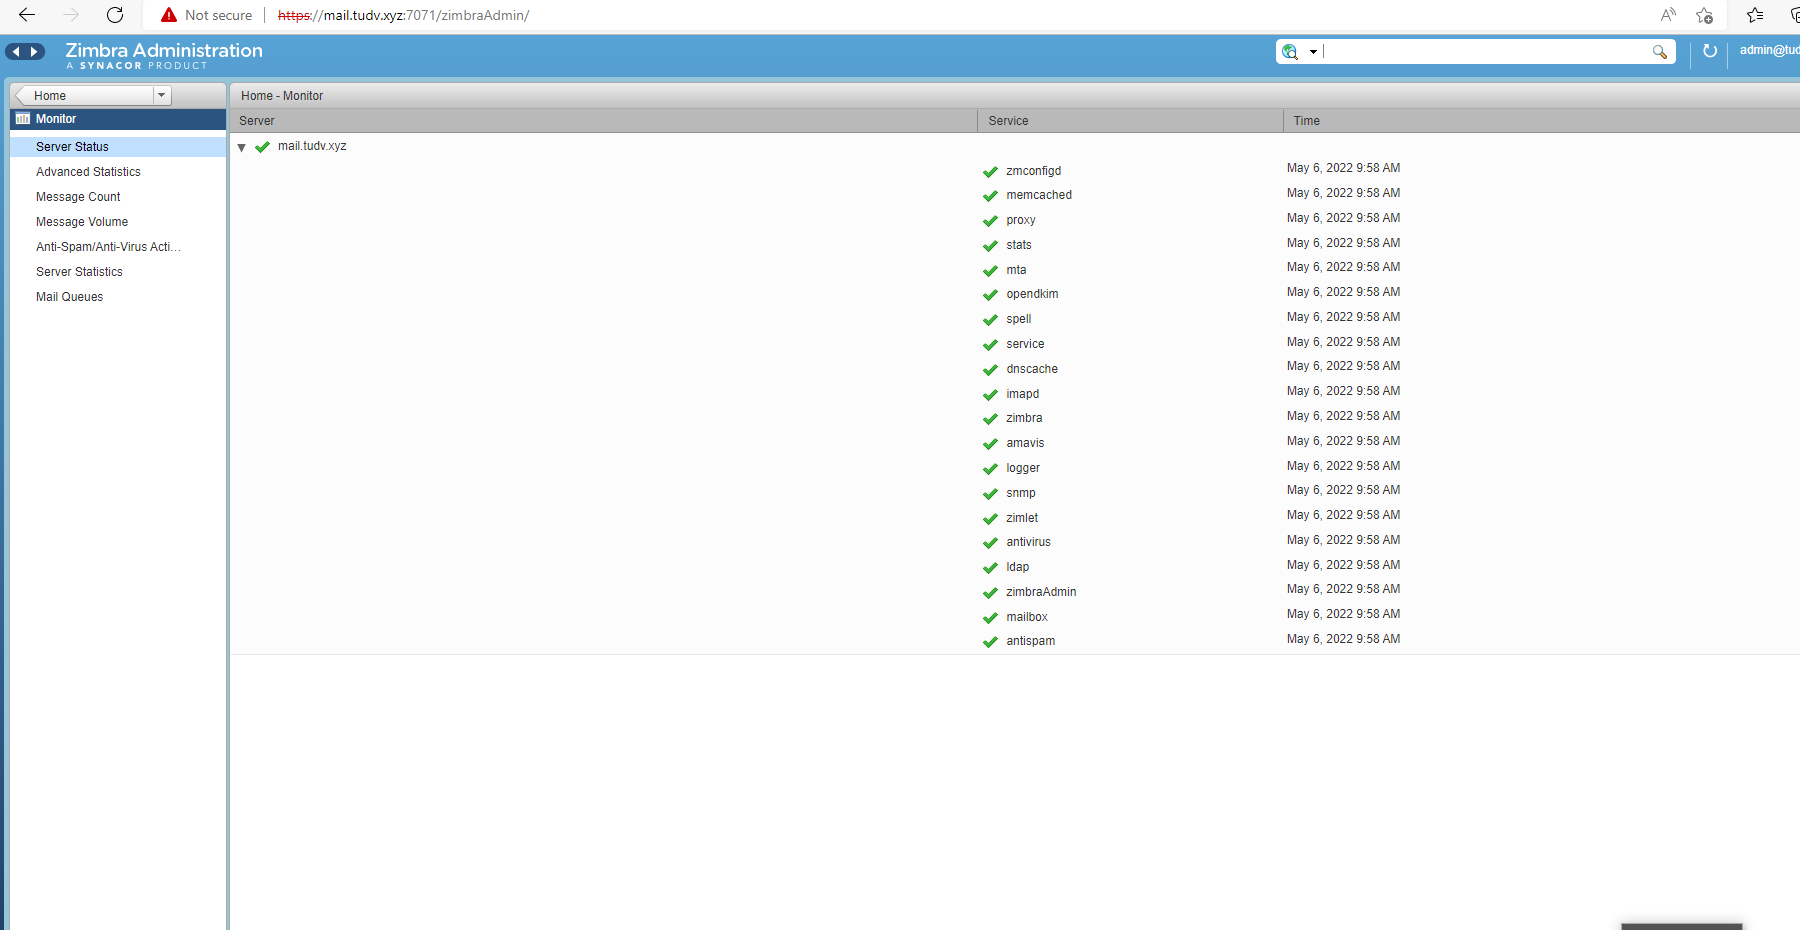 Not secure https://mail.tudv.xyz:7071/zimbraAdmin/
Zimbra Administration
A SYNACOR PRODUCT
admin@tud
Home
Home - Monitor
Monitor
Server Service Time
Server Status
Advanced Statistics
Message Count
Message Volume
Anti-Spam/Anti-Virus Acti...
Server Statistics
Mail Queues
mail.tudv.xyz
zmconfigd May 6, 2022 9:58 AM
memcached May 6, 2022 9:58 AM
proxy May 6, 2022 9:58 AM
stats May 6, 2022 9:58 AM
mta May 6, 2022 9:58 AM
opendkim May 6, 2022 9:58 AM
spell May 6, 2022 9:58 AM
service May 6, 2022 9:58 AM
dnscache May 6, 2022 9:58 AM
imapd May 6, 2022 9:58 AM
zimbra May 6, 2022 9:58 AM
amavis May 6, 2022 9:58 AM
logger May 6, 2022 9:58 AM
snmp May 6, 2022 9:58 AM
zimlet May 6, 2022 9:58 AM
antivirus May 6, 2022 9:58 AM
ldap May 6, 2022 9:58 AM
zimbraAdmin May 6, 2022 9:58 AM
mailbox May 6, 2022 9:58 AM
antispam May 6, 2022 9:58 AM